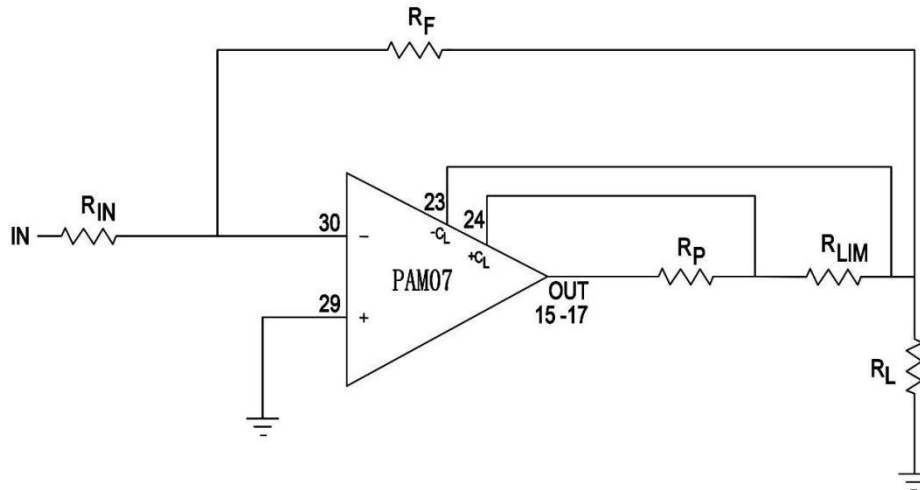 RF
23
24
RIN
IN
30
-CL
+CL
RP
RLIM
−
PAM07
OUT
29
+
15 -17
RL